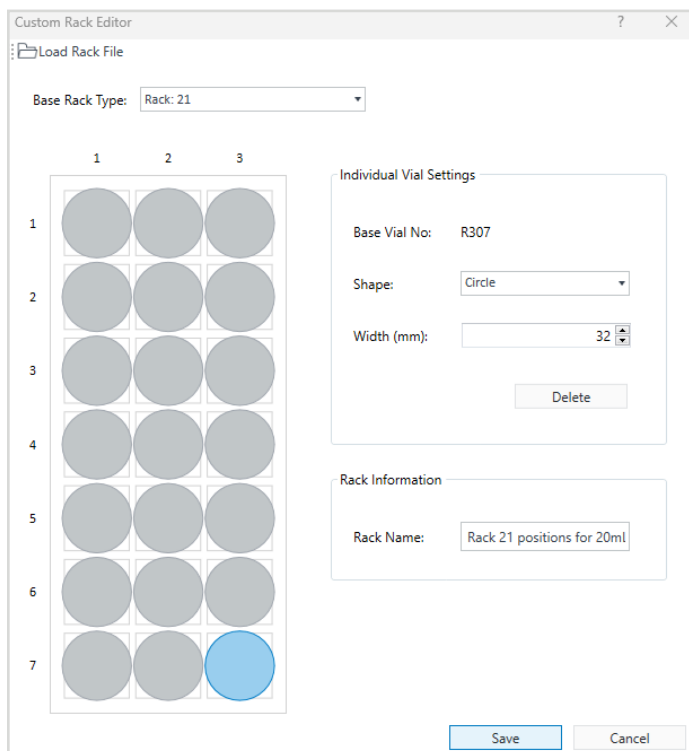 Custom Rack Editor ?
Load Rack File
Base Rack Type: Rack: 21
1 2 3
1
2
3
4
5
6
7
Individual Vial Settings
Base Vial No: R307
Shape: Circle
Width (mm): 32
Delete
Rack Information
Rack Name: Rack 21 positions for 20ml
Save Cancel